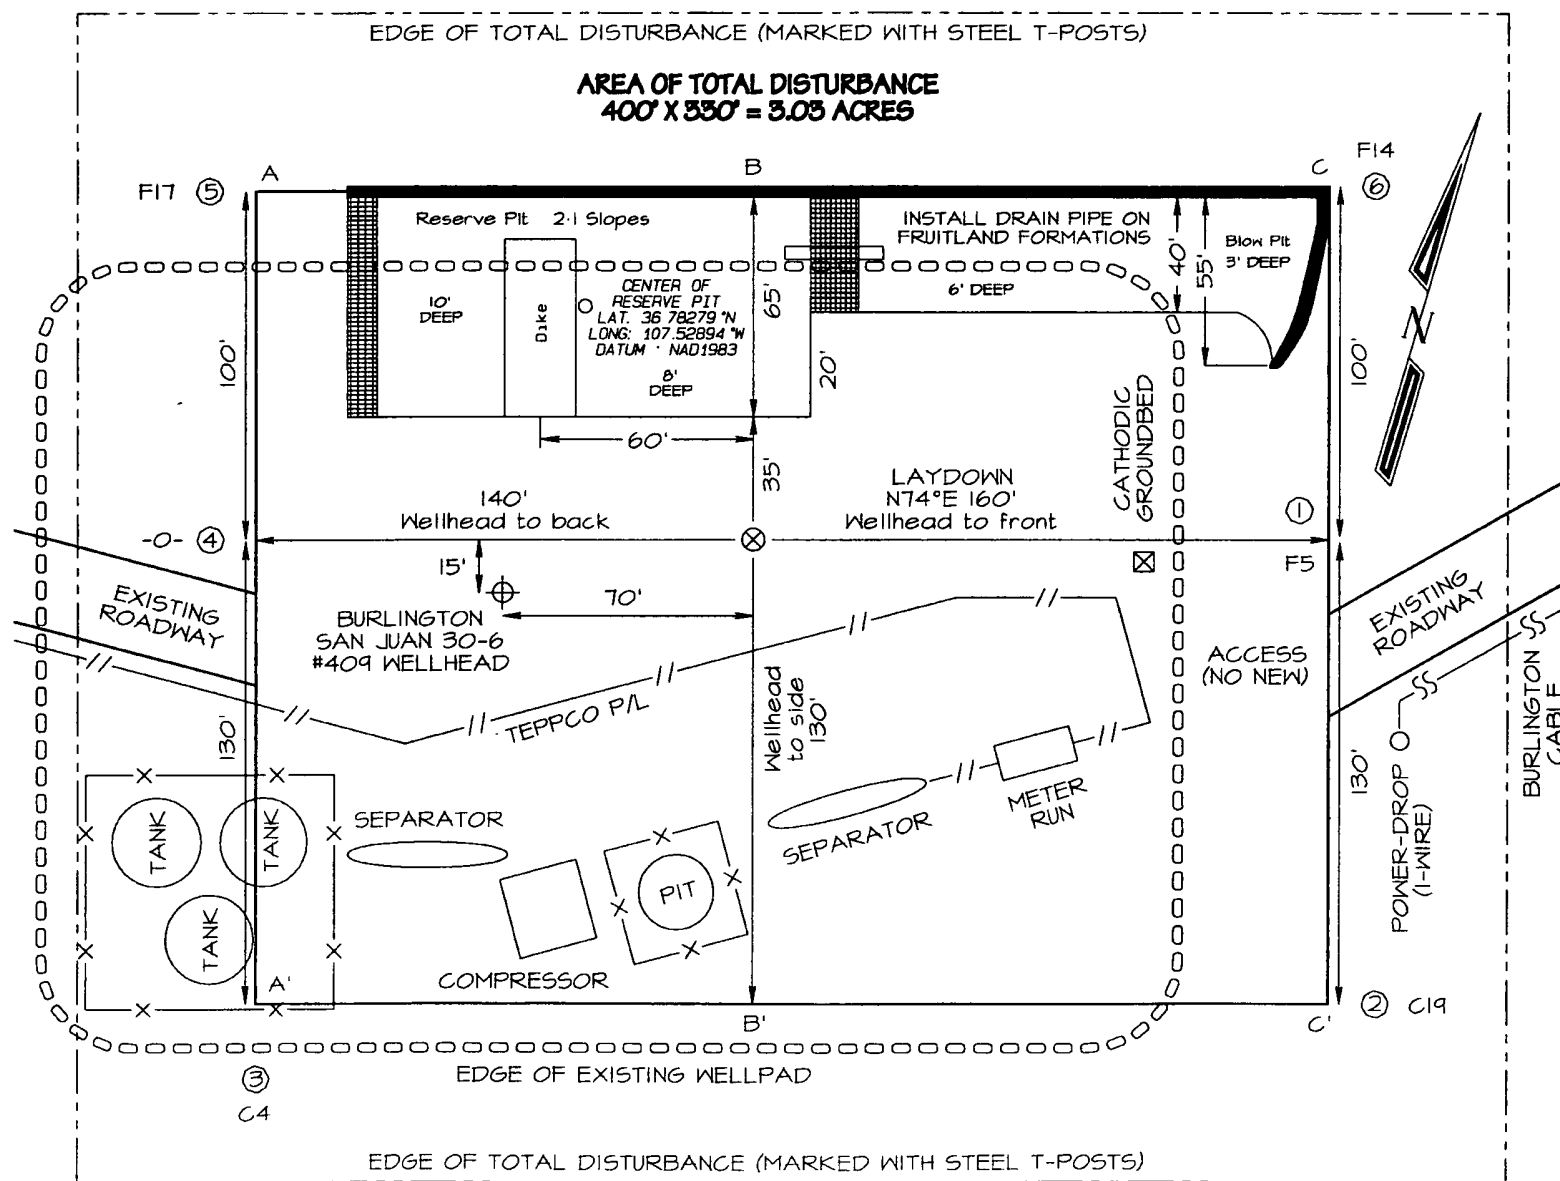 EDGE OF TOTAL DISTURBANCE (MARKED WITH STEEL T-POSTS)
AREA OF TOTAL DISTURBANCE
400' X 330' = 3.03 ACRES
A
B
C
F14
F17 5
6
Reserve Pit 2:1 Slopes
INSTALL DRAIN PIPE ON
FRUITLAND FORMATIONS
Blow Pit
3' DEEP
40'
55'
6' DEEP
10'
DEEP
Dike
CENTER OF
RESERVE PIT
LAT. 36 78279 °N
LONG: 107.52894 °W
DATUM · NAD1983
8'
DEEP
65'
20'
N
100'
100'
60'
35'
CATHODIC
GROUNDBED
140'
Wellhead to back
LAYDOWN
N74°E 160'
Wellhead to front
1
-0- 4
F5
15'
70'
EXISTING
ROADWAY
EXISTING
ROADWAY
BURLINGTON
SAN JUAN 30-6
#409 WELLHEAD
ACCESS
(NO NEW)
TEPPCO P/L
Wellhead
to side
130'
130'
130'
BURLINGTON
CABLE
POWER-DROP
(1-WIRE)
METER
RUN
SEPARATOR
SEPARATOR
TANK
TANK
TANK
PIT
COMPRESSOR
A'
B'
C'
2 C19
3
C4
EDGE OF EXISTING WELLPAD
EDGE OF TOTAL DISTURBANCE (MARKED WITH STEEL T-POSTS)